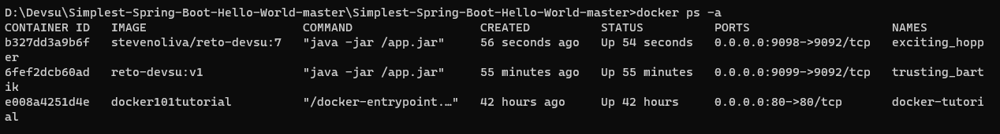 D:\Devsu\Simplest-Spring-Boot-Hello-World-master\Simplest-Spring-Boot-Hello-World-master>docker ps -a
CONTAINER ID   IMAGE                      COMMAND                  CREATED          STATUS          PORTS                    NAMES
b327dd3a9b6f   stevenoliva/reto-devsu:7   "java -jar /app.jar"     56 seconds ago   Up 54 seconds   0.0.0.0:9098->9092/tcp   exciting_hopp
er
6fef2dcb60ad   reto-devsu:v1              "java -jar /app.jar"     55 minutes ago   Up 55 minutes   0.0.0.0:9099->9092/tcp   trusting_bart
ik
e008a4251d4e   docker101tutorial          "/docker-entrypoint.…"   42 hours ago     Up 42 hours     0.0.0.0:80->80/tcp       docker-tutori
al